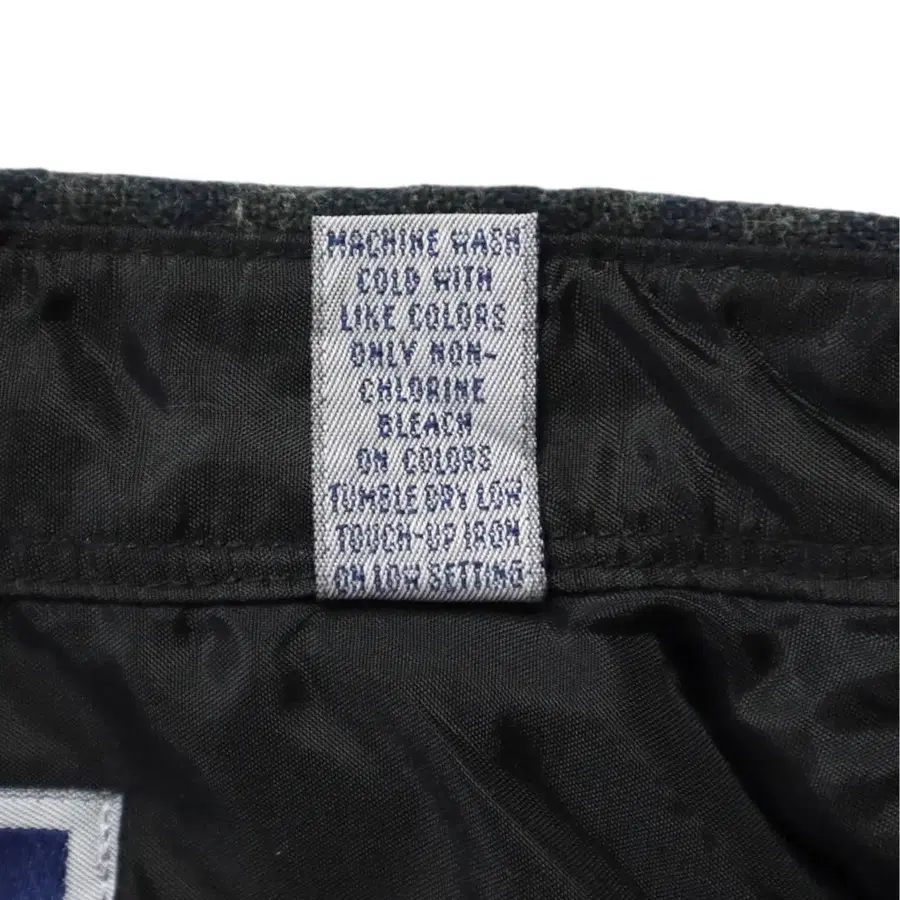 MACHINE WASH
COLD WITH
LIKE COLORS
ONLY NON-
CHLORINE
BLEACH
ON COLORS
TUMBLE DRY LOW
TOUCH-UP IRON
ON LOW SETTING